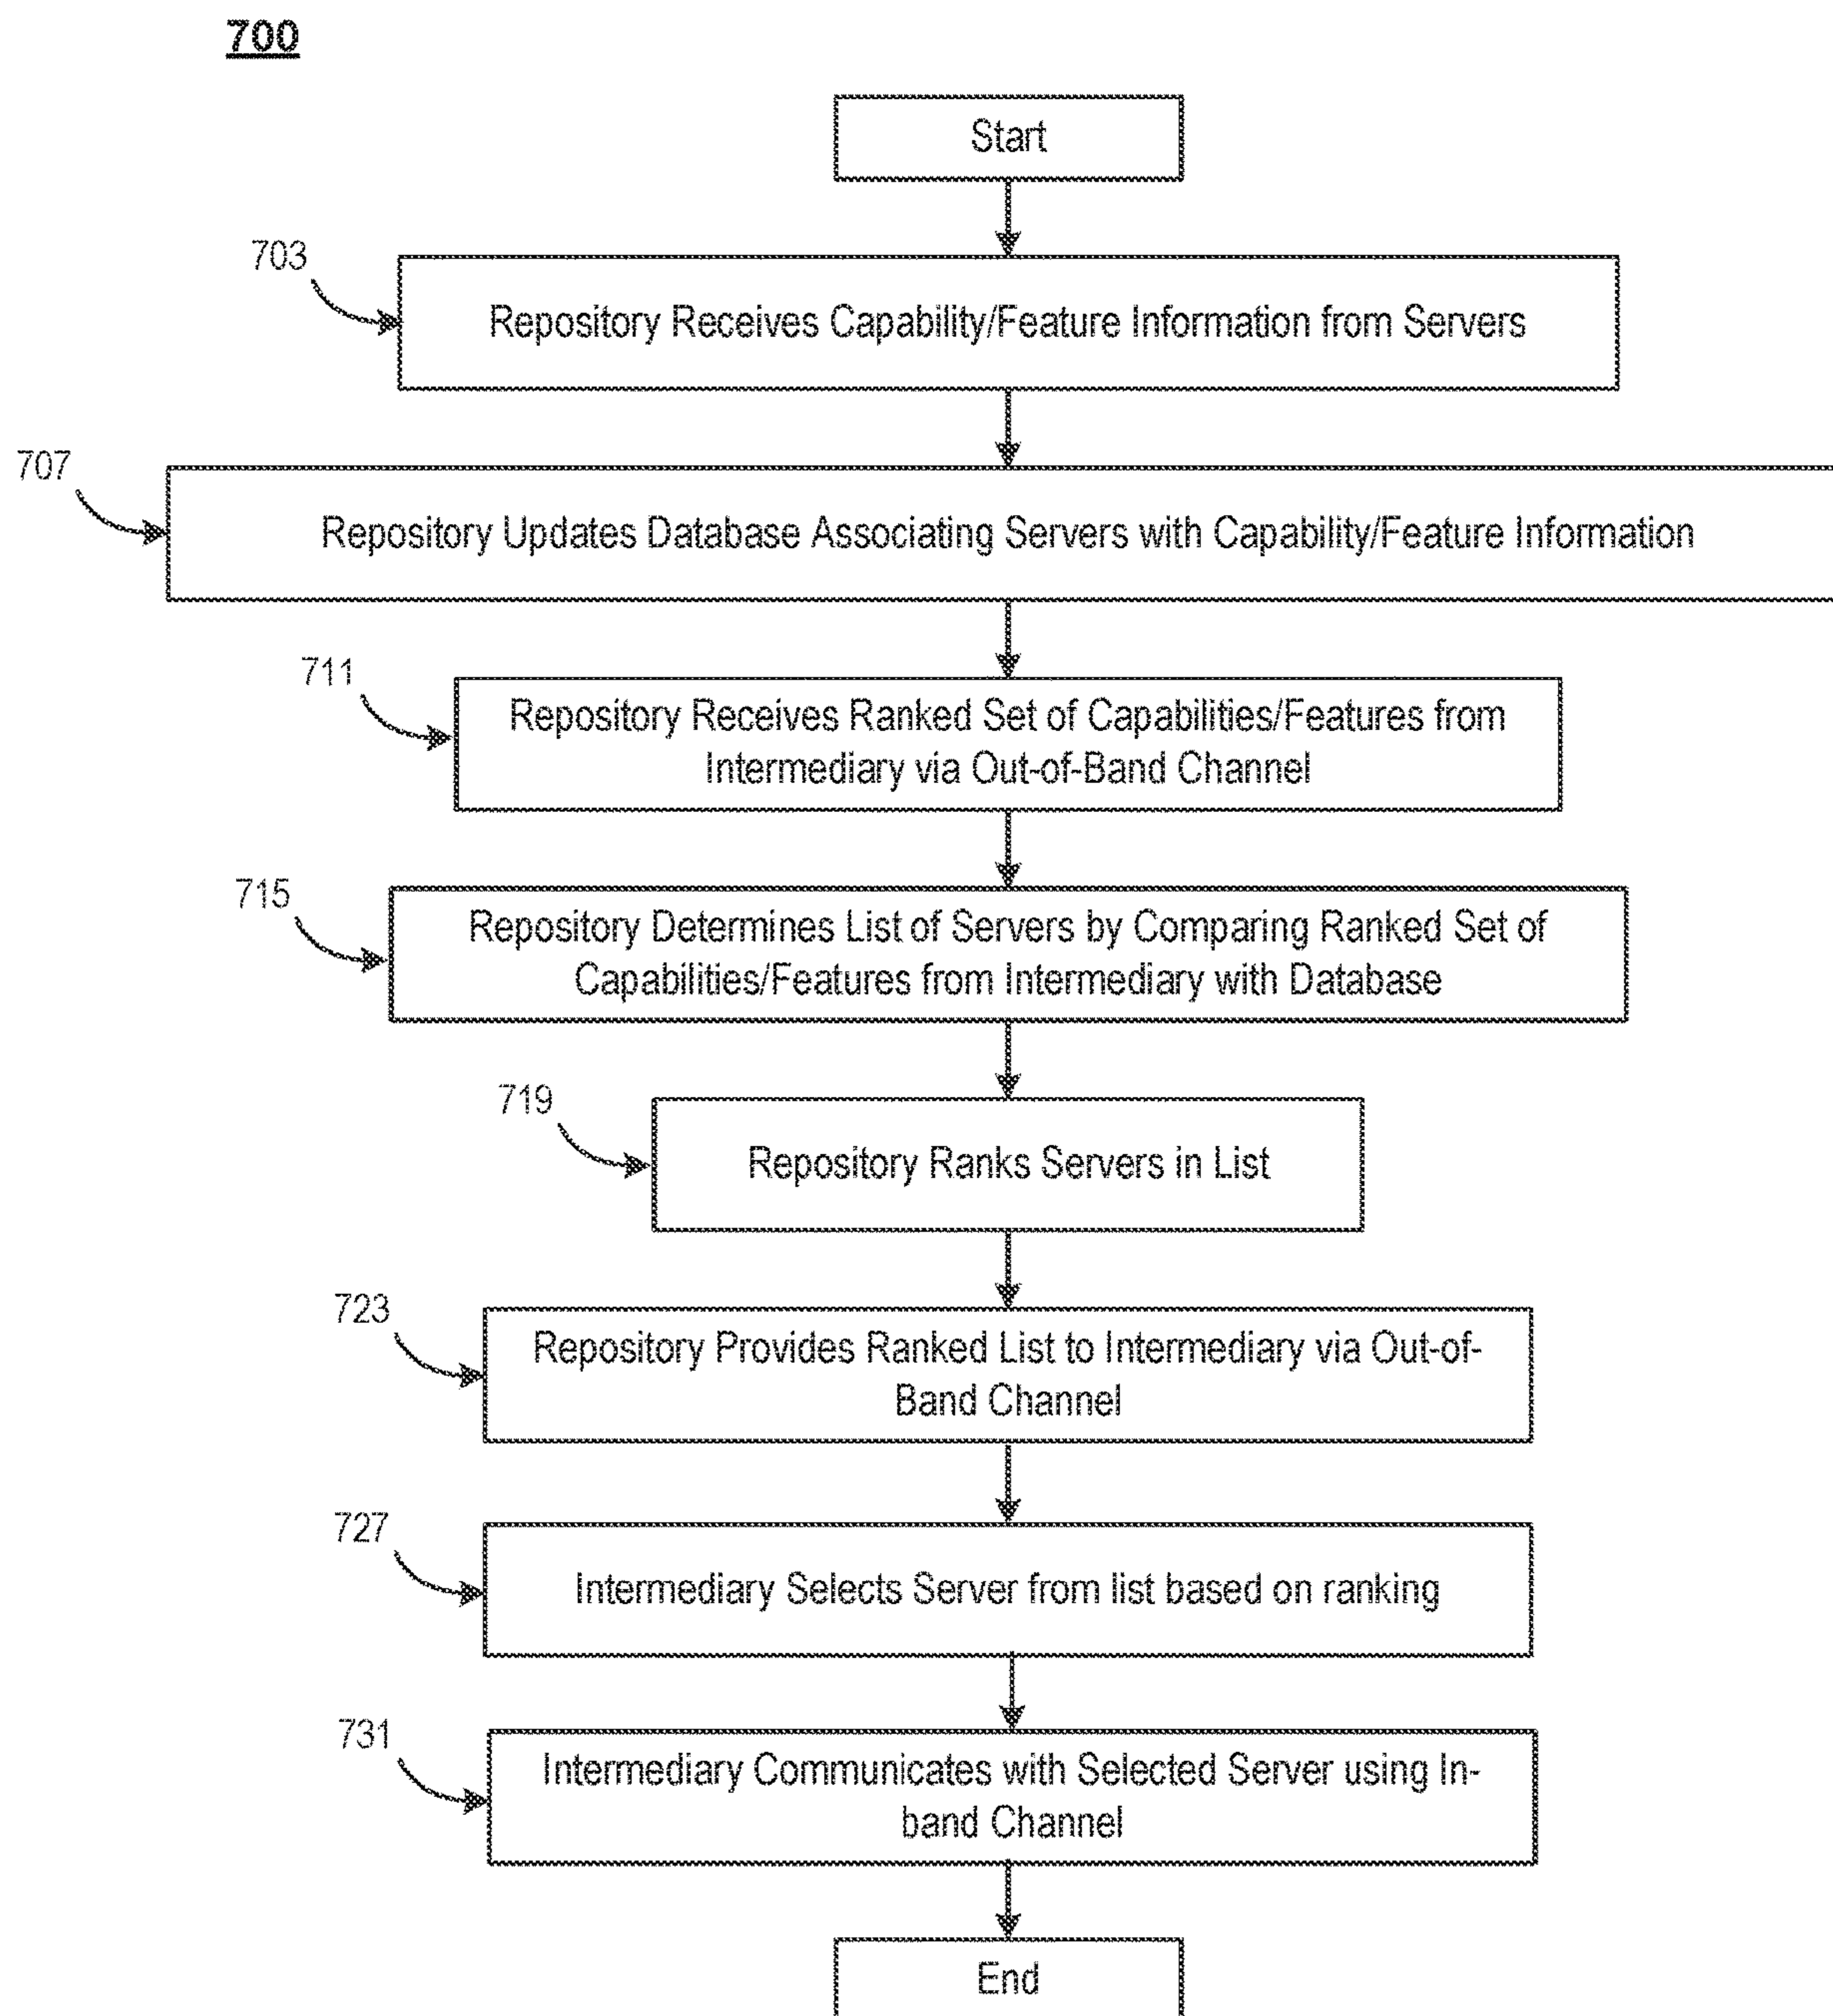 700
Start
703
Repository Receives Capability/Feature Information from Servers
707
Repository Updates Database Associating Servers with Capability/Feature Information
711
Repository Receives Ranked Set of Capabilities/Features from
Intermediary via Out-of-Band Channel
715
Repository Determines List of Servers by Comparing Ranked Set of
Capabilities/Features from Intermediary with Database
719
Repository Ranks Servers in List
723
Repository Provides Ranked List to Intermediary via Out-of-
Band Channel
727
Intermediary Selects Server from list based on ranking
731
Intermediary Communicates with Selected Server using In-
band Channel
End